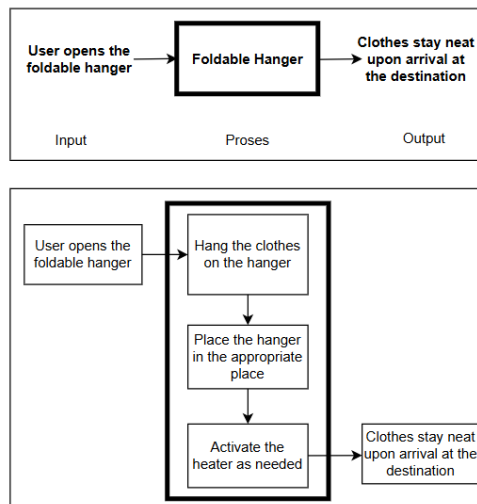 User opens the
foldable hanger
Foldable Hanger
Clothes stay neat
upon arrival at
the destination
Input
Proses
Output
User opens the
foldable hanger
Hang the clothes
on the hanger
Place the hanger
in the appropriate
place
Activate the
heater as needed
Clothes stay neat
upon arrival at the
destination